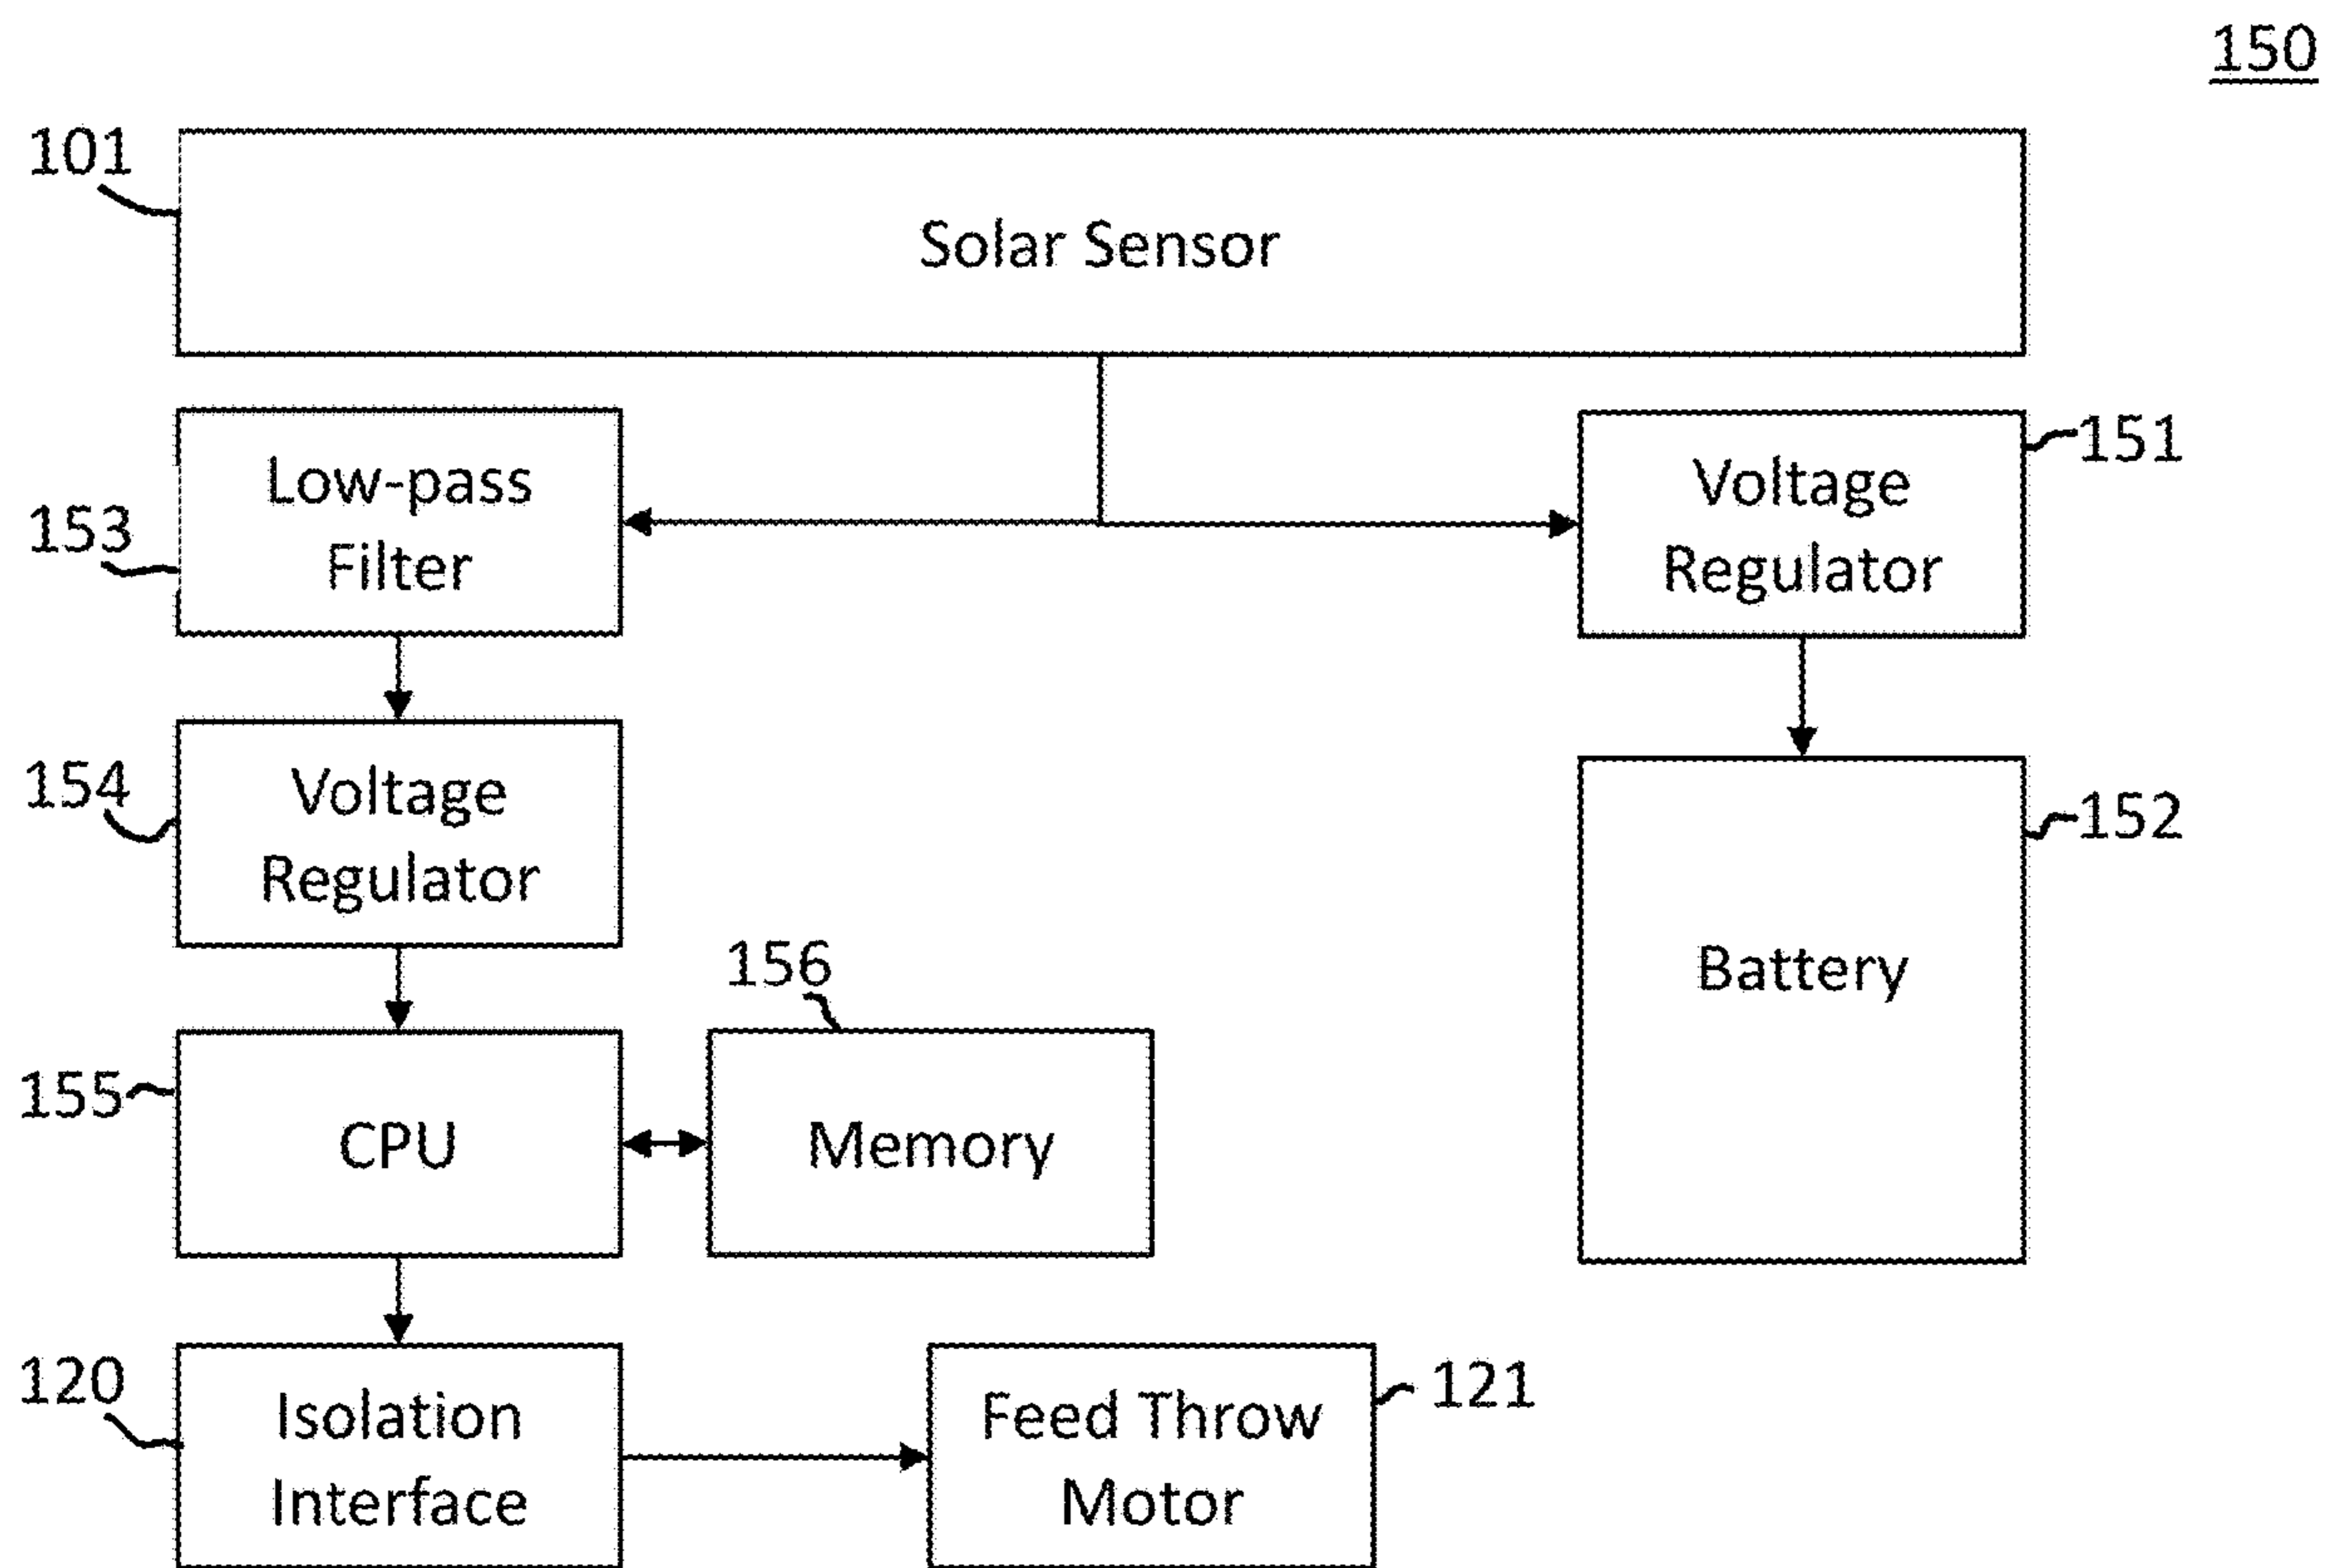 150
101
Solar Sensor
Low-pass
Filter
153
Voltage
Regulator
151
Voltage
Regulator
154
Battery
152
156
CPU
155
Memory
Isolation
Interface
120
Feed Throw
Motor
121